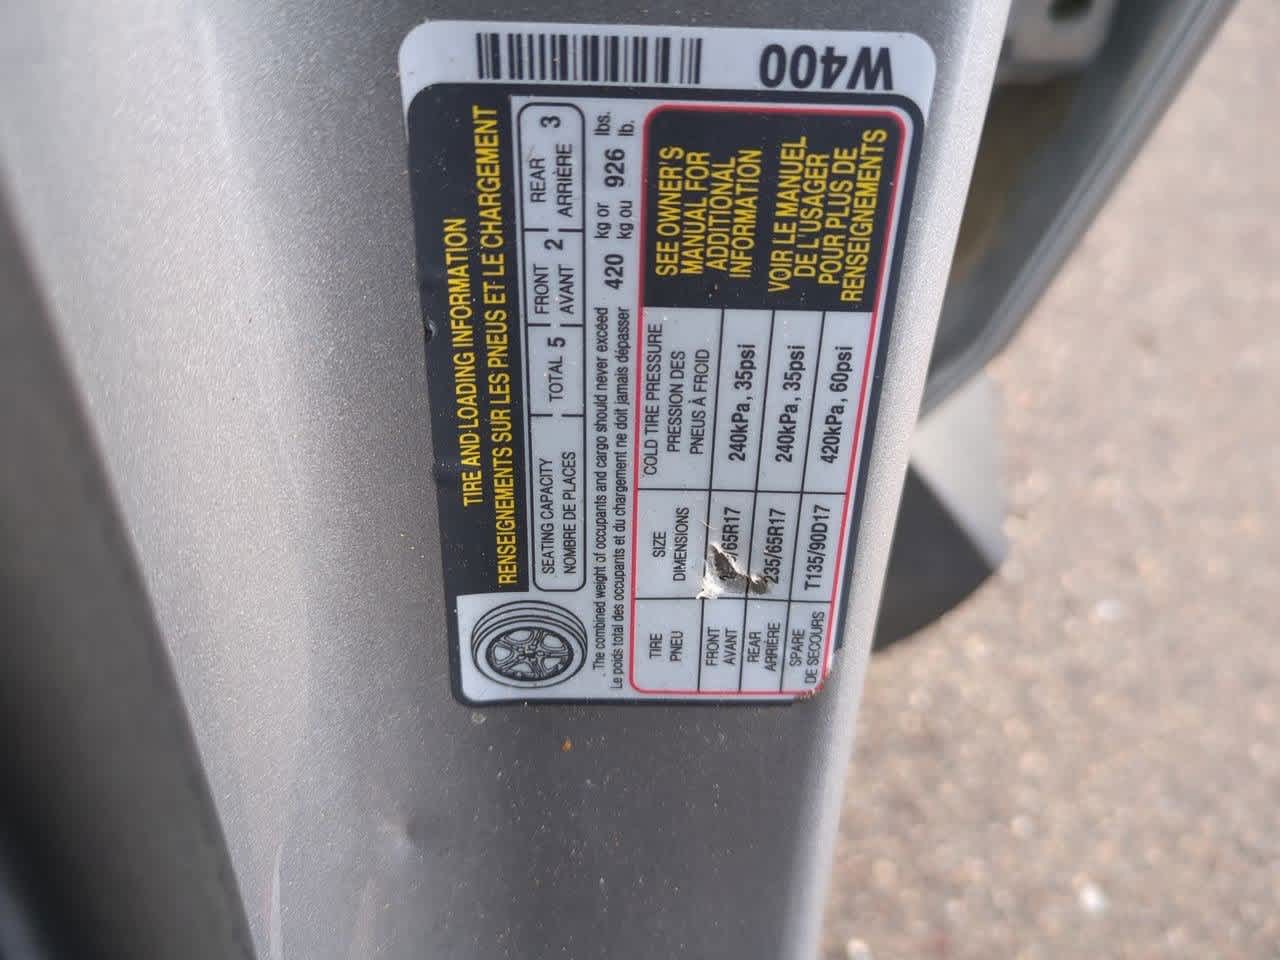 W400
TIRE AND LOADING INFORMATION
RENSEIGNEMENTS SUR LES PNEUS ET LE CHARGEMENT
SEATING CAPACITY TOTAL 5 FRONT 2 REAR 3
NOMBRE DE PLACES AVANT ARRIÈRE
The combined weight of occupants and cargo should never exceed 420 kg or 926 lbs.
Le poids total des occupants et du chargement ne doit jamais dépasser kg ou lb.
TIRE SIZE COLD TIRE PRESSURE
PNEU DIMENSIONS PRESSION DES
PNEUS À FROID
FRONT /65R17 240kPa, 35psi
AVANT
REAR 235/65R17 240kPa, 35psi
ARRIÈRE
SPARE T135/90D17 420kPa, 60psi
DE SECOURS
SEE OWNER'S
MANUAL FOR
ADDITIONAL
INFORMATION
VOIR LE MANUEL
DE L'USAGER
POUR PLUS DE
RENSEIGNEMENTS